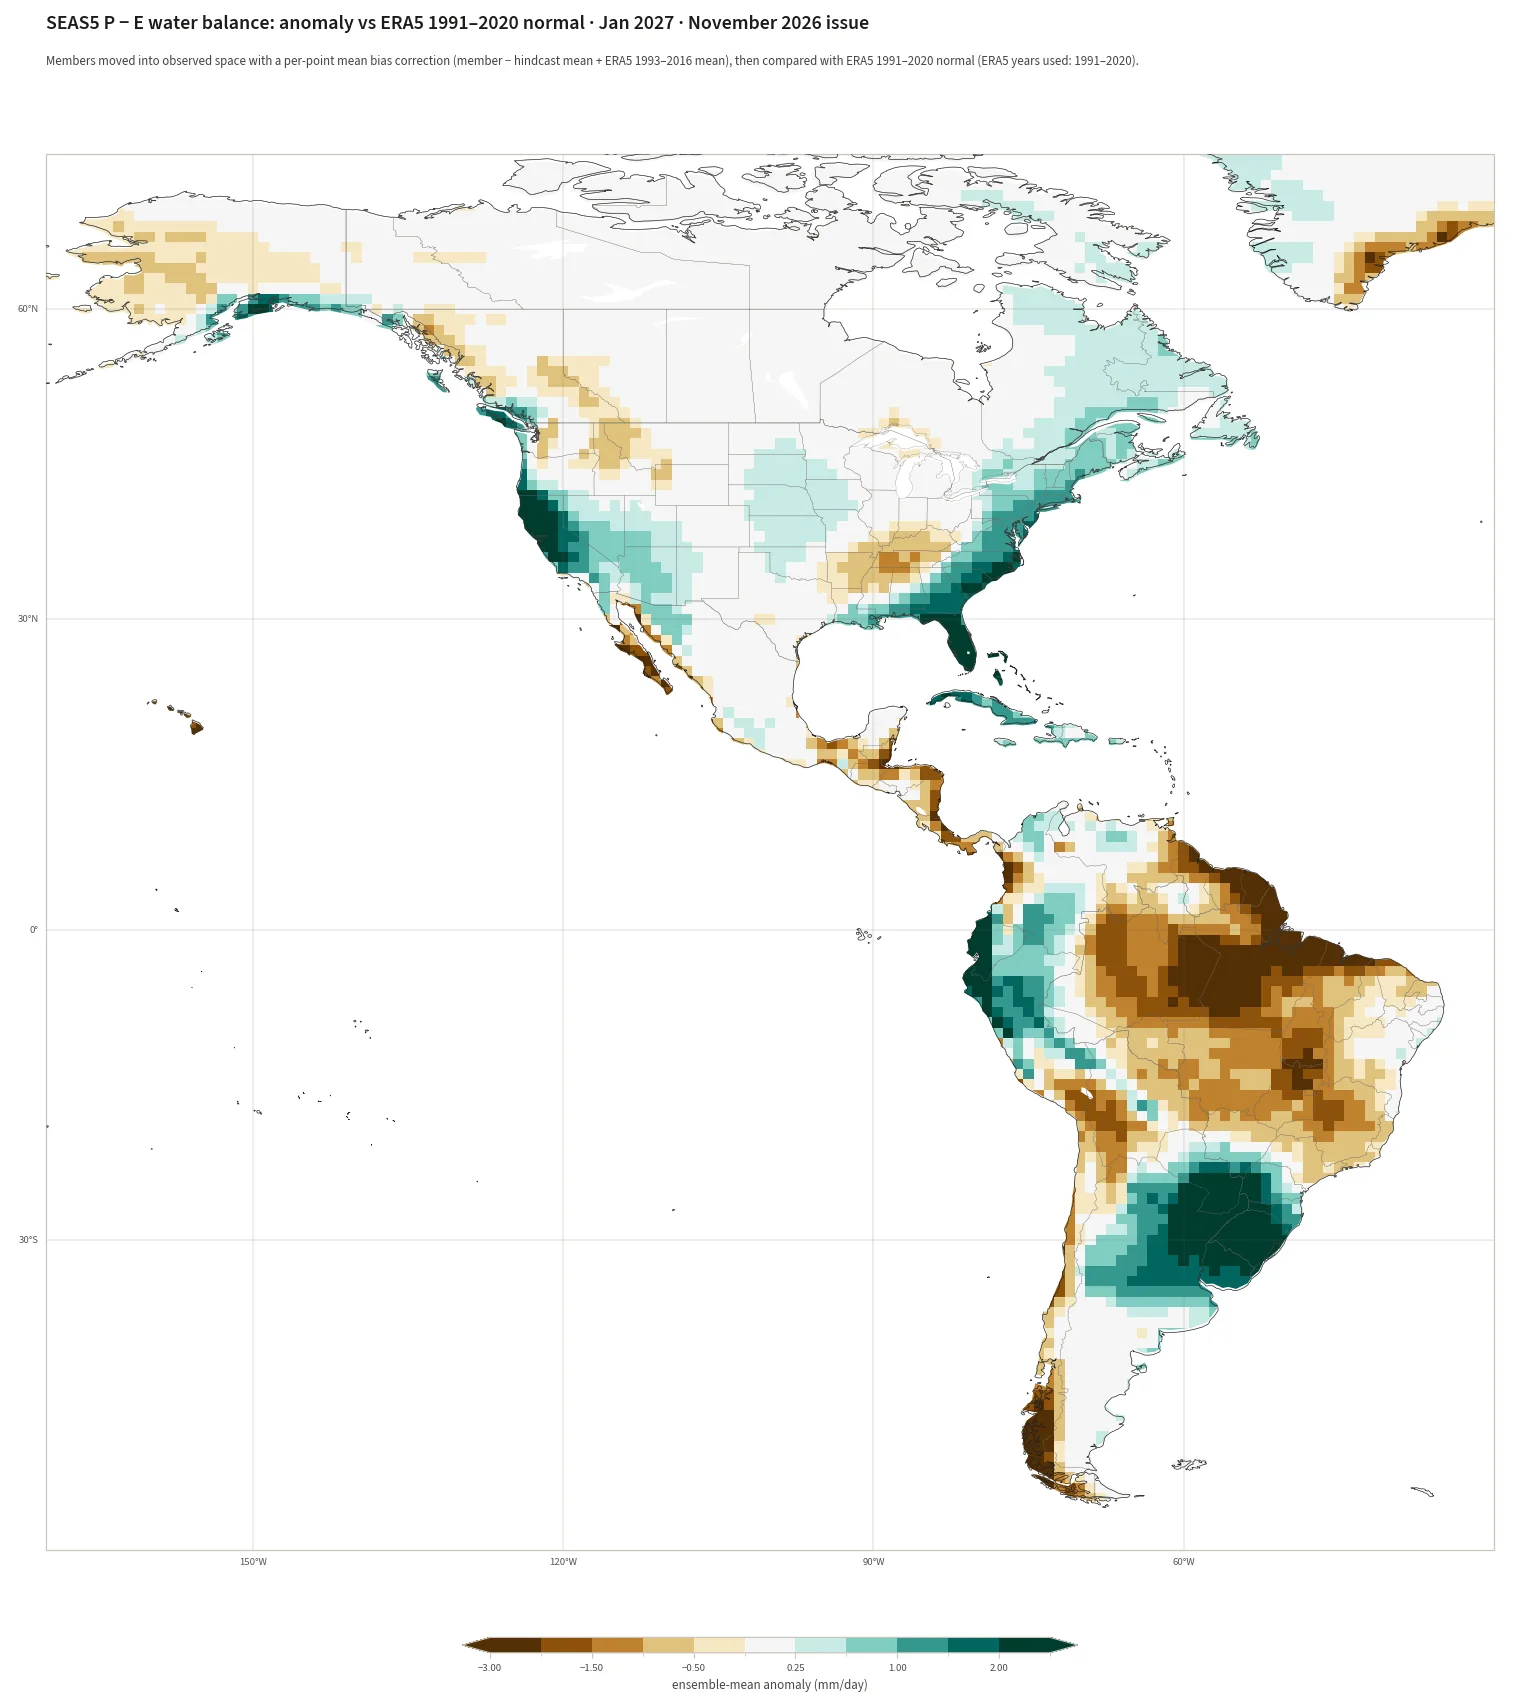 SEAS5 P − E water balance: anomaly vs ERA5 1991–2020 normal · Jan 2027 · November 2026 issue
Members moved into observed space with a per-point mean bias correction (member − hindcast mean + ERA5 1993–2016 mean), then compared with ERA5 1991–2020 normal (ERA5 years used: 1991–2020).
60°N
30°N
0°
30°S
150°W 120°W 90°W 60°W
−3.00 −1.50 −0.50 0.25 1.00 2.00
ensemble-mean anomaly (mm/day)